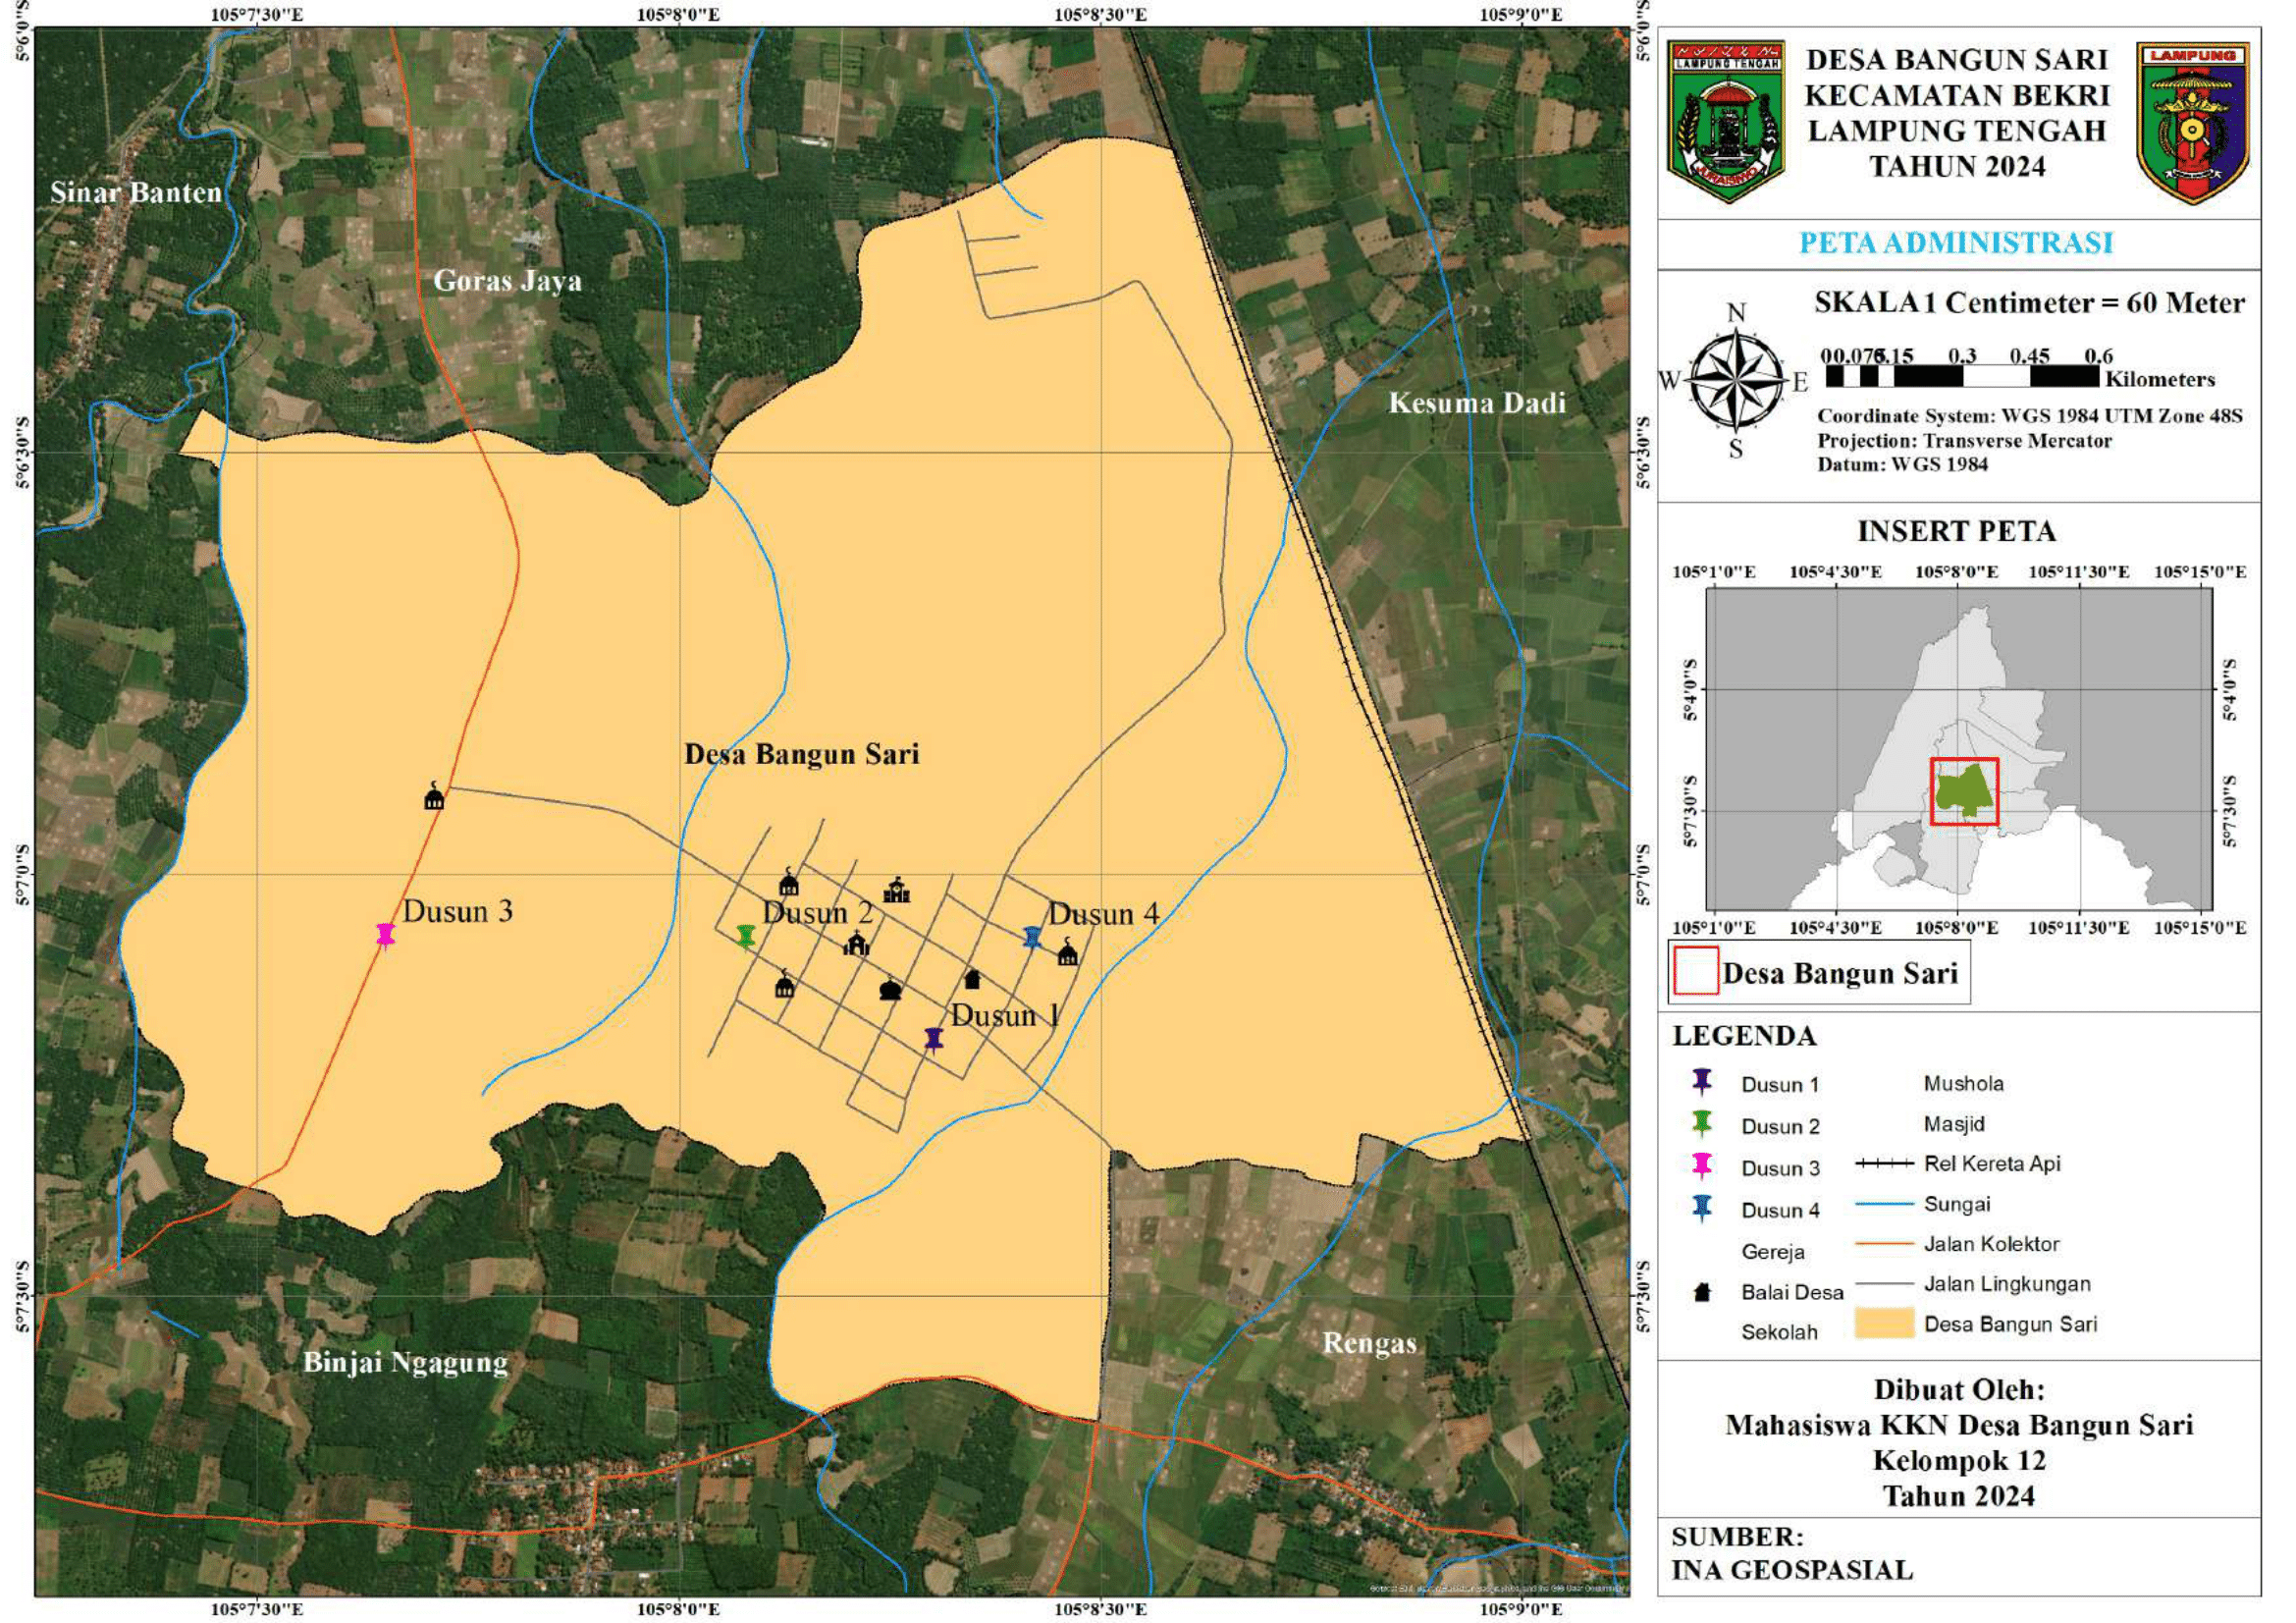 105°7'30"E 105°8'0"E 105°8'30"E 105°9'0"E
5°6'0"S 5°6'0"S
Sinar Banten
Goras Jaya
Kesuma Dadi
5°6'30"S 5°6'30"S
Desa Bangun Sari
5°7'0"S 5°7'0"S
Dusun 3
Dusun 2
Dusun 4
Dusun 1
5°7'30"S 5°7'30"S
Binjai Ngagung
Rengas
105°7'30"E 105°8'0"E 105°8'30"E 105°9'0"E
LAMPUNG TENGAH
JURAI SIWO
DESA BANGUN SARI
KECAMATAN BEKRI
LAMPUNG TENGAH
TAHUN 2024
LAMPUNG
PETA ADMINISTRASI
N
W E
S
SKALA 1 Centimeter = 60 Meter
0 0.075 0.15 0.3 0.45 0.6
Kilometers
Coordinate System: WGS 1984 UTM Zone 48S
Projection: Transverse Mercator
Datum: WGS 1984
INSERT PETA
105°1'0"E 105°4'30"E 105°8'0"E 105°11'30"E 105°15'0"E
5°4'0"S 5°4'0"S
5°7'30"S 5°7'30"S
105°1'0"E 105°4'30"E 105°8'0"E 105°11'30"E 105°15'0"E
Desa Bangun Sari
LEGENDA
Dusun 1
Dusun 2
Dusun 3
Dusun 4
Gereja
Balai Desa
Sekolah
Mushola
Masjid
Rel Kereta Api
Sungai
Jalan Kolektor
Jalan Lingkungan
Desa Bangun Sari
Dibuat Oleh:
Mahasiswa KKN Desa Bangun Sari
Kelompok 12
Tahun 2024
SUMBER:
INA GEOSPASIAL